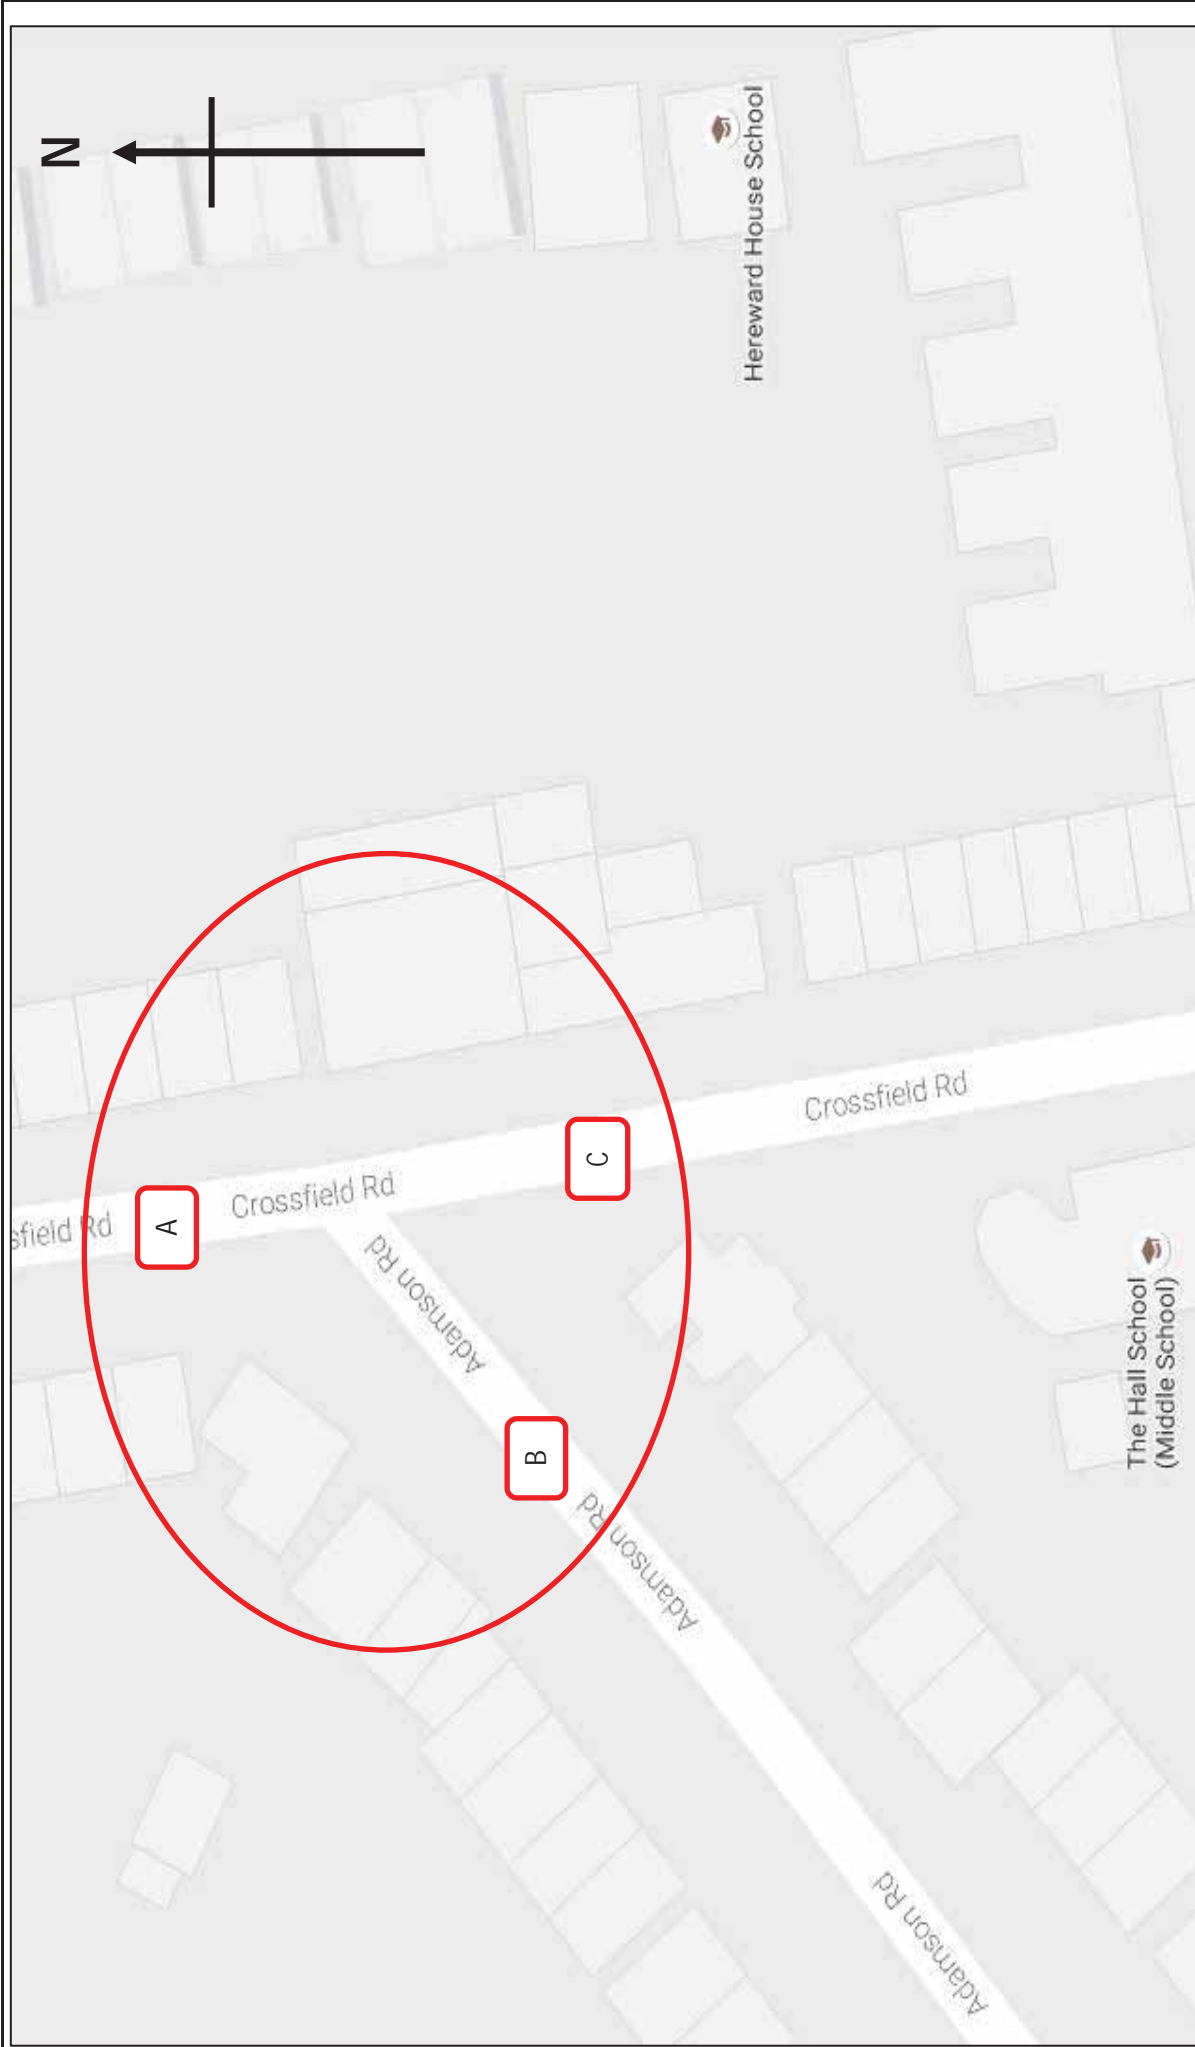 N
Hereward House School
sfield Rd
A
Crossfield Rd
C
Crossfield Rd
Adamson Rd
B
Adamson Rd
Adamson Rd
The Hall School
(Middle School)